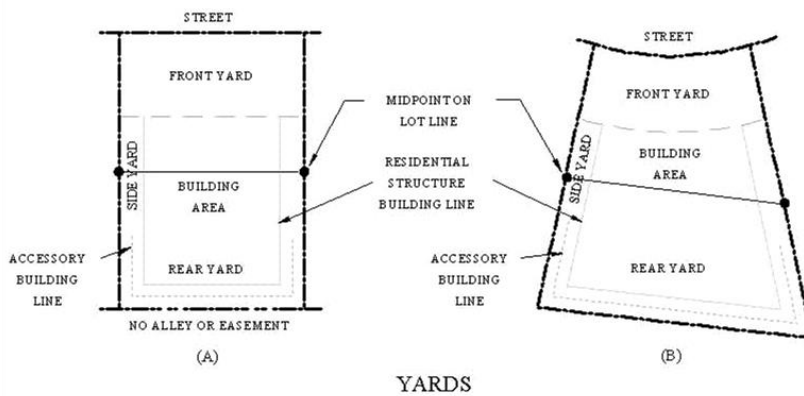 STREET
FRONT YARD
MIDPOINT ON
LOT LINE
SIDE YARD
BUILDING
AREA
RESIDENTIAL
STRUCTURE
BUILDING LINE
ACCESSORY
BUILDING
LINE
REAR YARD
NO ALLEY OR EASEMENT
(A)
STREET
FRONT YARD
SIDE YARD
BUILDING
AREA
ACCESSORY
BUILDING
LINE
REAR YARD
(B)
YARDS